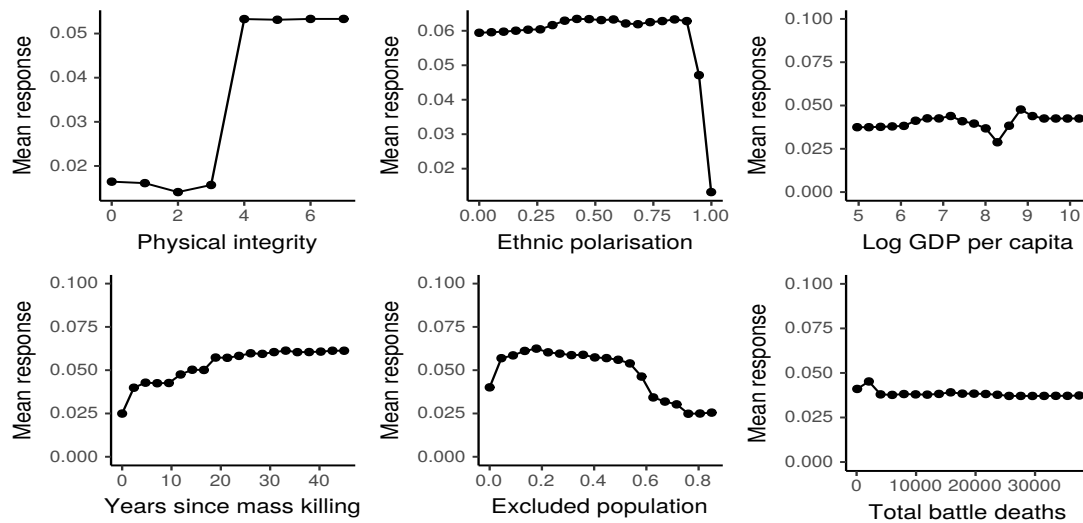 Mean response
0.05
0.04
0.03
0.02
0 2 4 6
Physical integrity
Mean response
0.06
0.05
0.04
0.03
0.02
0.00 0.25 0.50 0.75 1.00
Ethnic polarisation
Mean response
0.100
0.075
0.050
0.025
0.000
5 6 7 8 9 10
Log GDP per capita
Mean response
0.100
0.075
0.050
0.025
0.000
0 10 20 30 40
Years since mass killing
Mean response
0.100
0.075
0.050
0.025
0.000
0.0 0.2 0.4 0.6 0.8
Excluded population
Mean response
0.100
0.075
0.050
0.025
0.000
0 10000 20000 30000
Total battle deaths